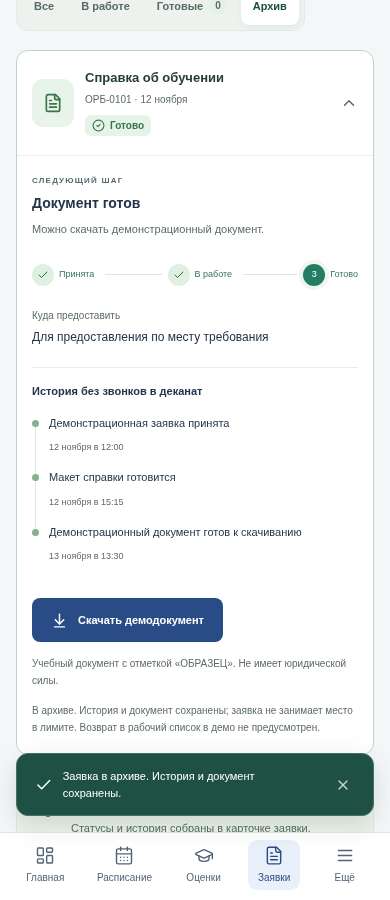 Все В работе Готовые 0 Архив
Справка об обучении
ОРБ-0101 · 12 ноября
Готово
СЛЕДУЮЩИЙ ШАГ
Документ готов
Можно скачать демонстрационный документ.
Принята В работе 3 Готово
Куда предоставить
Для предоставления по месту требования
История без звонков в деканат
Демонстрационная заявка принята
12 ноября в 12:00
Макет справки готовится
12 ноября в 15:15
Демонстрационный документ готов к скачиванию
13 ноября в 13:30
Скачать демодокумент
Учебный документ с отметкой «ОБРАЗЕЦ». Не имеет юридической
силы.
В архиве. История и документ сохранены; заявка не занимает место
в лимите. Возврат в рабочий список в демо не предусмотрен.
Заявка в архиве. История и документ
сохранены.
Статусы и история собраны в карточке заявки.
Главная Расписание Оценки Заявки Ещё